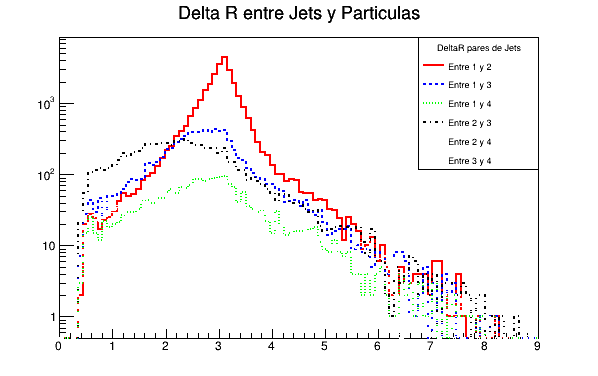 Delta R entre Jets y Particulas
DeltaR pares de Jets
Entre 1 y 2
Entre 1 y 3
Entre 1 y 4
Entre 2 y 3
Entre 2 y 4
Entre 3 y 4
10³
10²
10
1
0 1 2 3 4 5 6 7 8 9